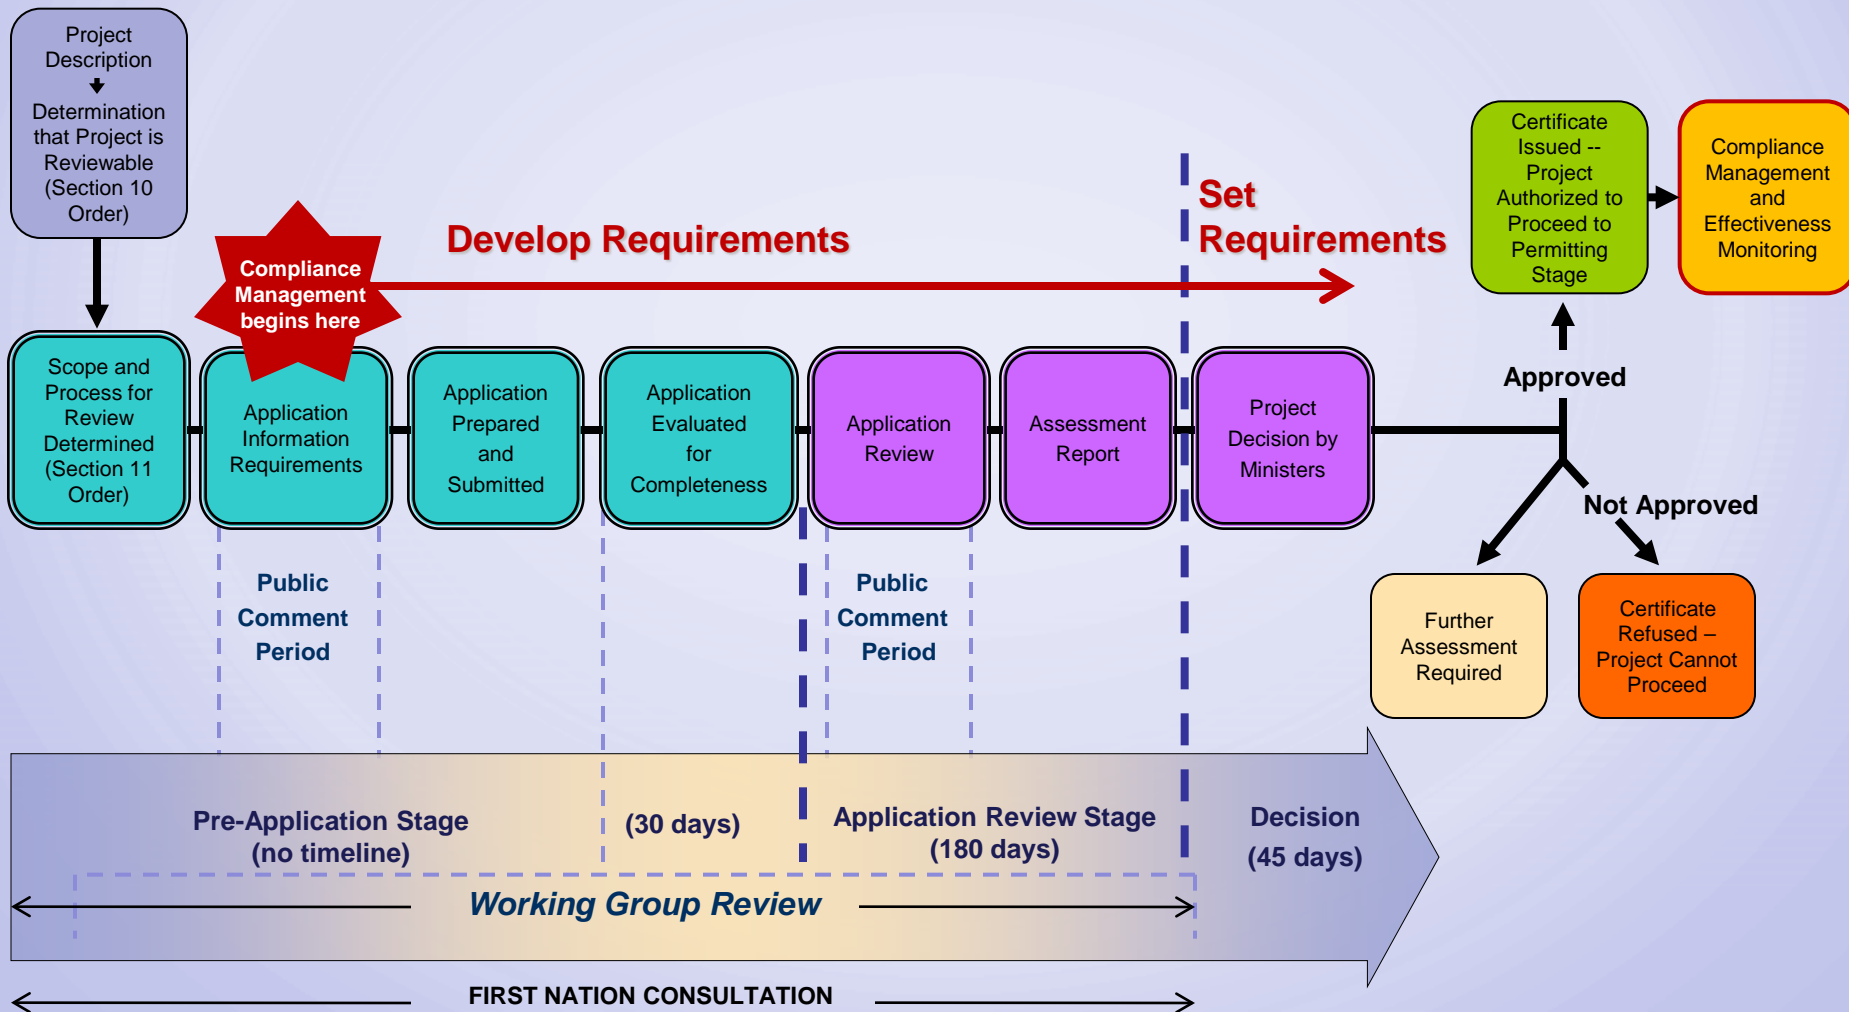 Project
Description
Determination
that Project is
Reviewable
(Section 10
Order)
Compliance
Management
begins here
Develop Requirements
Set
Requirements
Certificate
Issued --
Project
Authorized to
Proceed to
Permitting
Stage
Compliance
Management
and
Effectiveness
Monitoring
Scope and
Process for
Review
Determined
(Section 11
Order)
Application
Information
Requirements
Application
Prepared
and
Submitted
Application
Evaluated
for
Completeness
Application
Review
Assessment
Report
Project
Decision by
Ministers
Approved
Not Approved
Further
Assessment
Required
Certificate
Refused –
Project Cannot
Proceed
Public
Comment
Period
Public
Comment
Period
Pre-Application Stage
(no timeline)
(30 days)
Application Review Stage
(180 days)
Decision
(45 days)
Working Group Review
FIRST NATION CONSULTATION